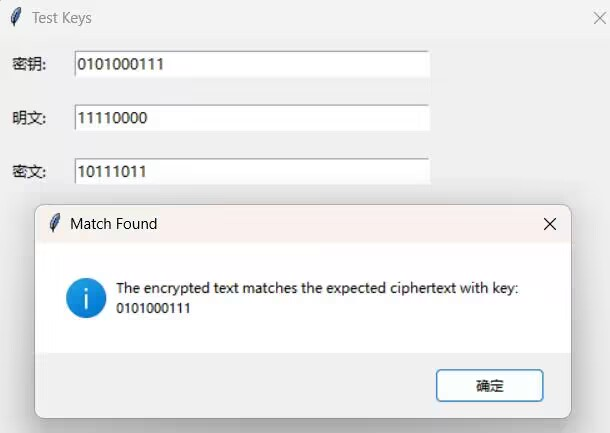 Test Keys
密钥: 0101000111
明文: 11110000
密文: 10111011
Match Found
The encrypted text matches the expected ciphertext with key:
0101000111
确定